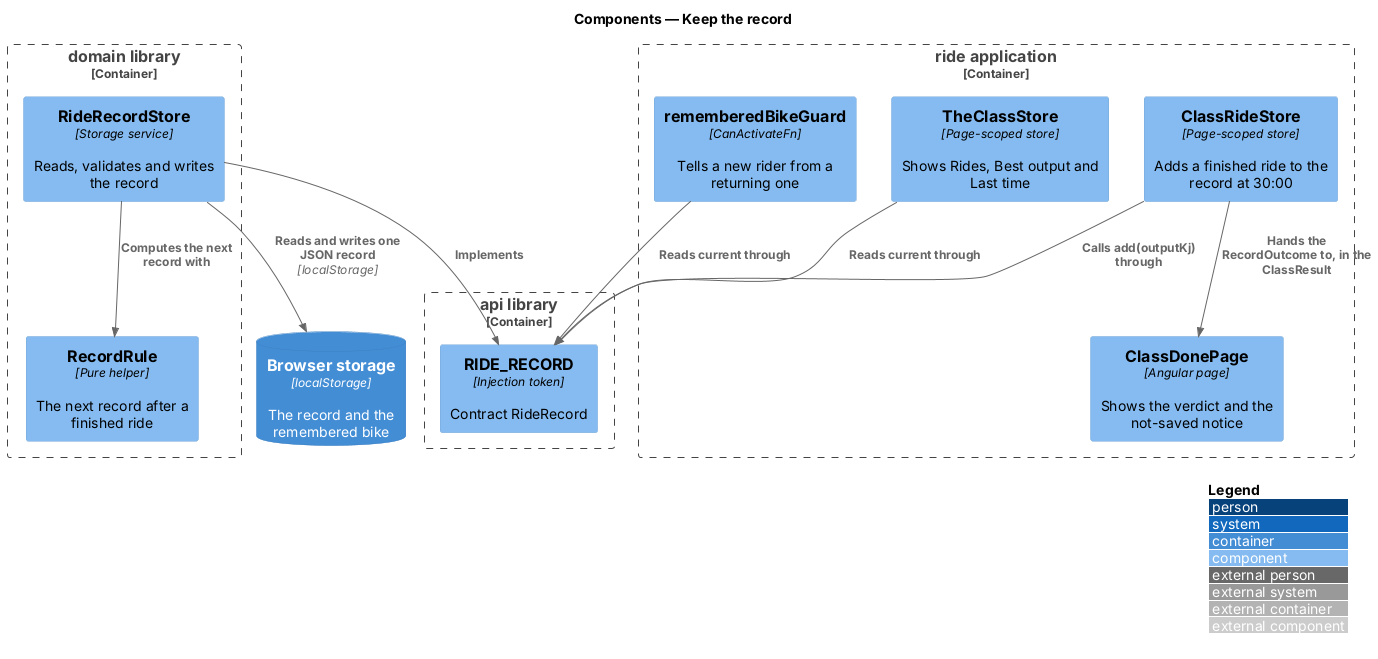 Components — Keep the record
domain library
[Container]
RideRecordStore
[Storage service]
Reads, validates and writes
the record
ride application
[Container]
rememberedBikeGuard
[CanActivateFn]
Tells a new rider from a
returning one
TheClassStore
[Page-scoped store]
Shows Rides, Best output and
Last time
ClassRideStore
[Page-scoped store]
Adds a finished ride to the
record at 30:00
Computes the next
record with
Reads and writes one
JSON record
[localStorage]
Implements
Reads current through
Reads current through
Calls add(outputKj)
through
Hands the
RecordOutcome to, in the
ClassResult
RecordRule
[Pure helper]
The next record after a
finished ride
Browser storage
[localStorage]
The record and the
remembered bike
api library
[Container]
RIDE_RECORD
[Injection token]
Contract RideRecord
ClassDonePage
[Angular page]
Shows the verdict and the
not-saved notice
Legend
person
system
container
component
external person
external system
external container
external component